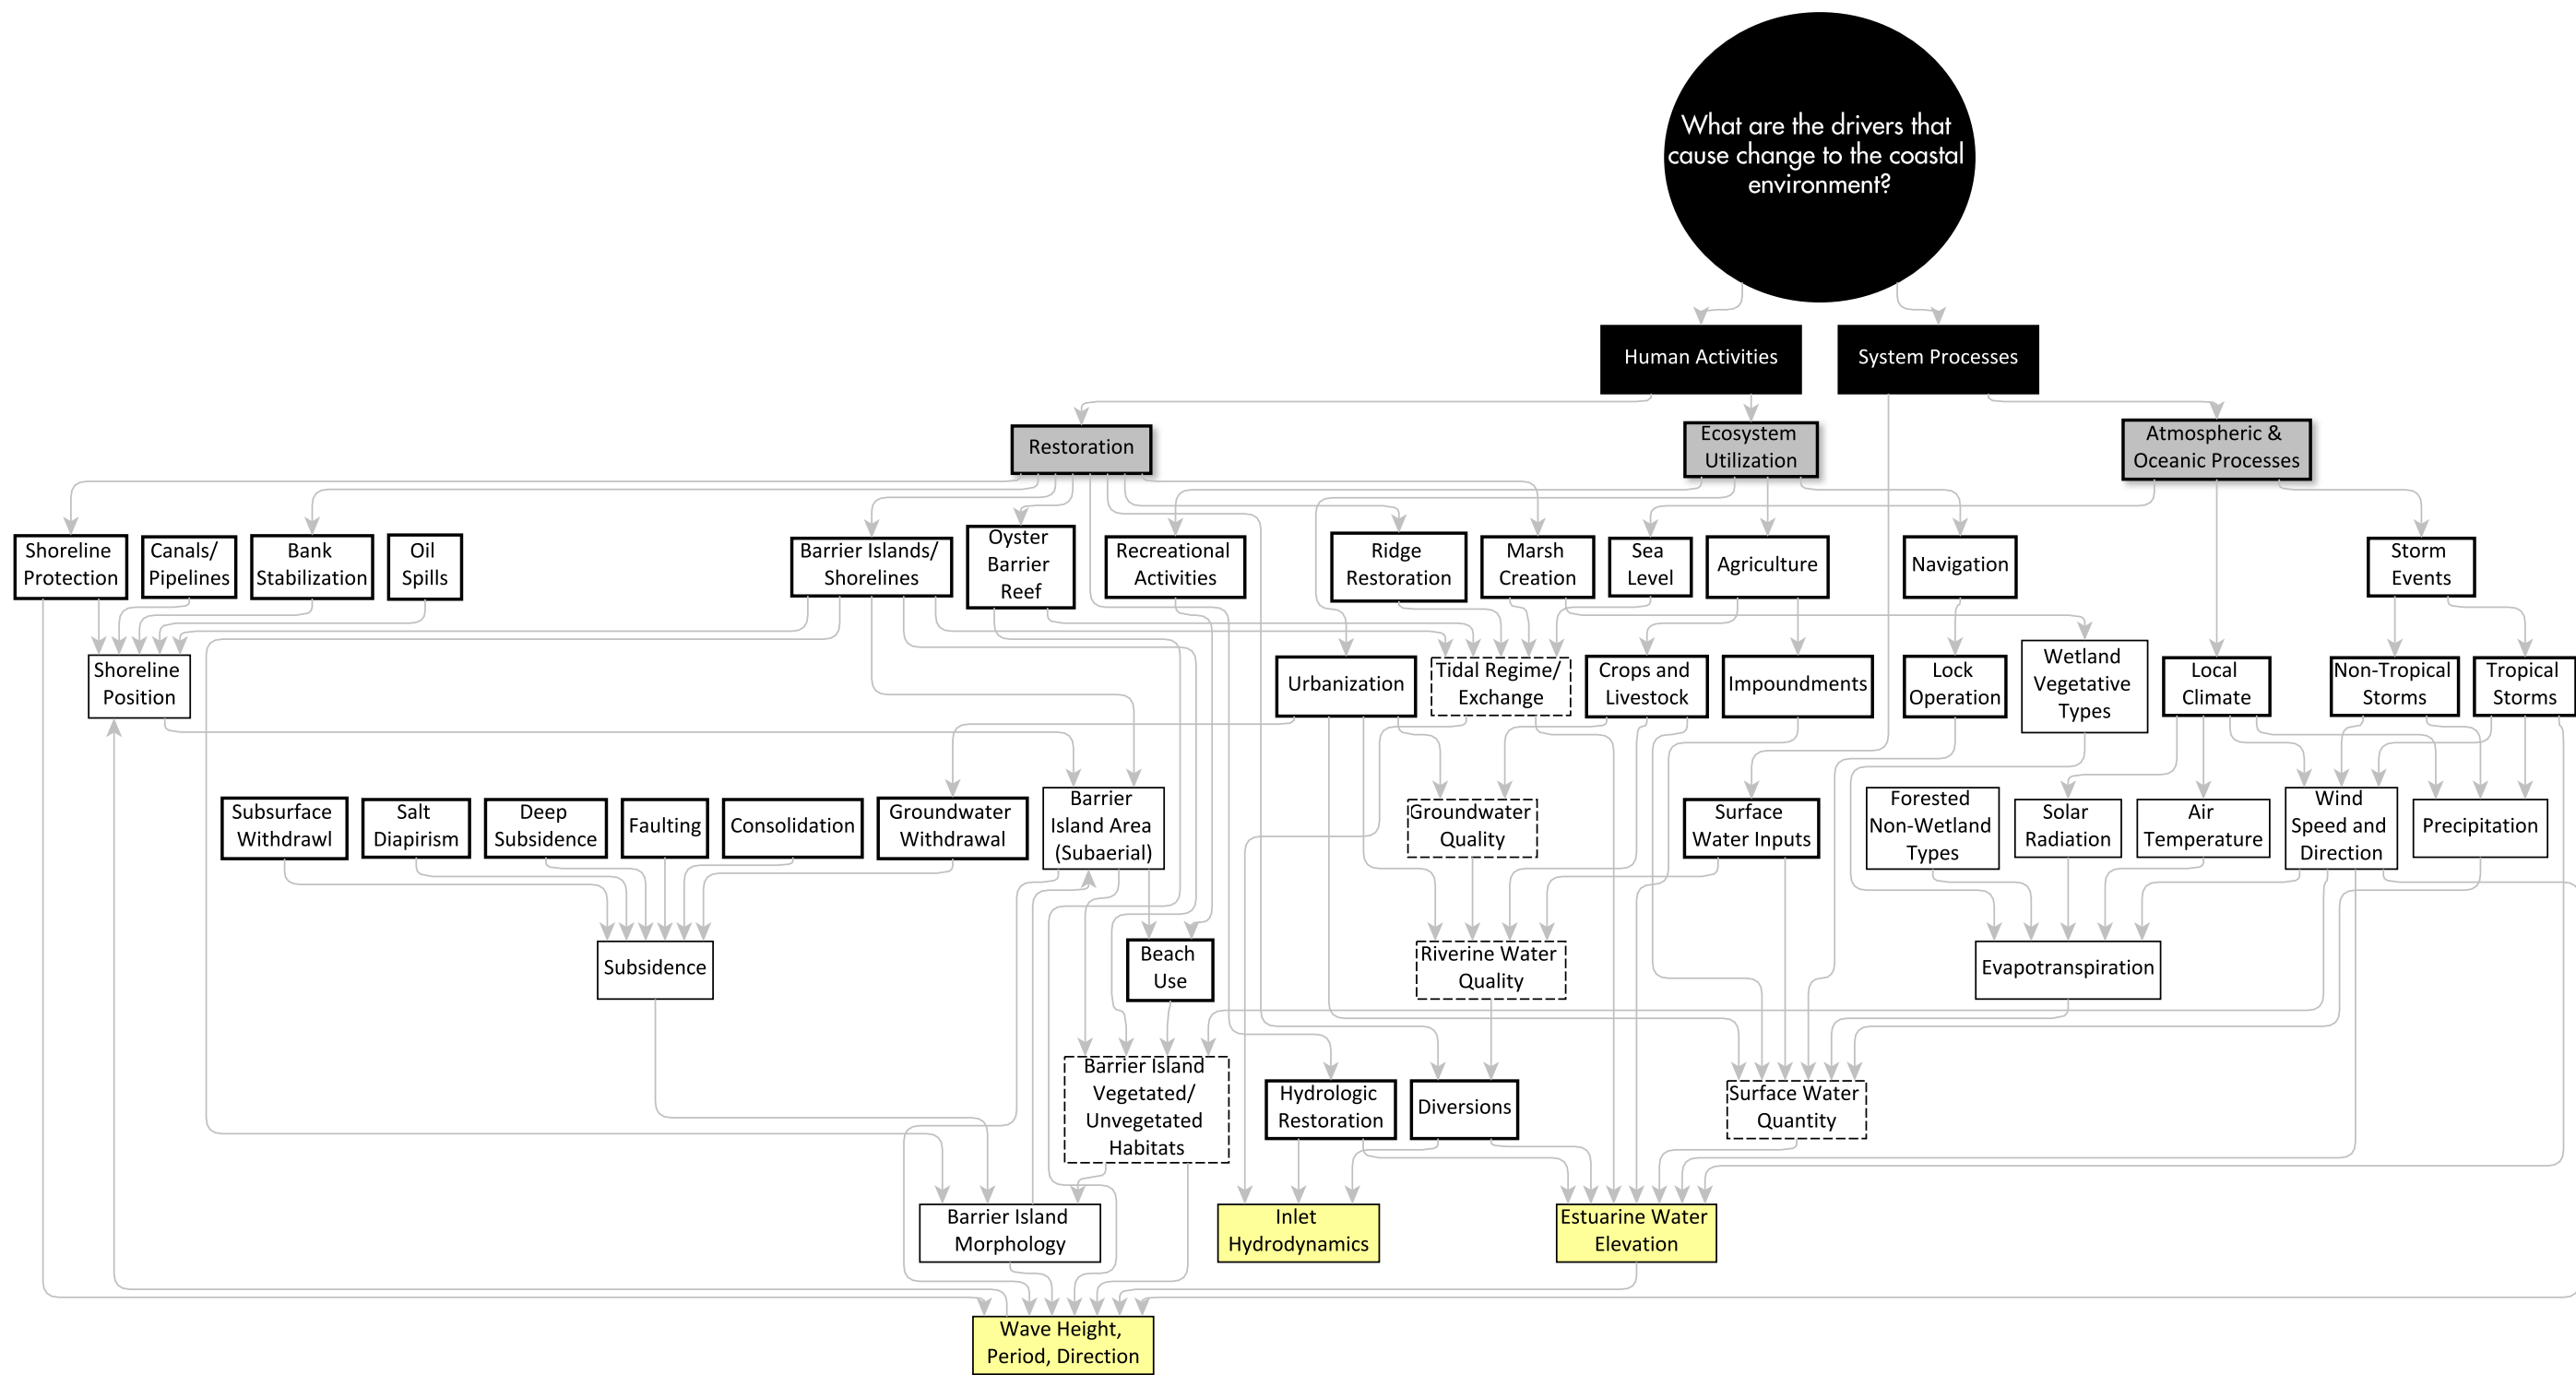 What are the drivers that
cause change to the coastal
environment?
Human Activities
System Processes
Restoration
Ecosystem
Utilization
Atmospheric &
Oceanic Processes
Shoreline
Protection
Canals/
Pipelines
Bank
Stabilization
Oil
Spills
Barrier Islands/
Shorelines
Oyster
Barrier
Reef
Recreational
Activities
Ridge
Restoration
Marsh
Creation
Sea
Level
Agriculture
Navigation
Storm
Events
Shoreline
Position
Urbanization
Tidal Regime/
Exchange
Crops and
Livestock
Impoundments
Lock
Operation
Wetland
Vegetative
Types
Local
Climate
Non-Tropical
Storms
Tropical
Storms
Subsurface
Withdrawl
Salt
Diapirism
Deep
Subsidence
Faulting
Consolidation
Groundwater
Withdrawal
Barrier
Island Area
(Subaerial)
Groundwater
Quality
Surface
Water Inputs
Forested
Non-Wetland
Types
Solar
Radiation
Air
Temperature
Wind
Speed and
Direction
Precipitation
Subsidence
Beach
Use
Riverine Water
Quality
Evapotranspiration
Barrier Island
Vegetated/
Unvegetated
Habitats
Hydrologic
Restoration
Diversions
Surface Water
Quantity
Barrier Island
Morphology
Inlet
Hydrodynamics
Estuarine Water
Elevation
Wave Height,
Period, Direction